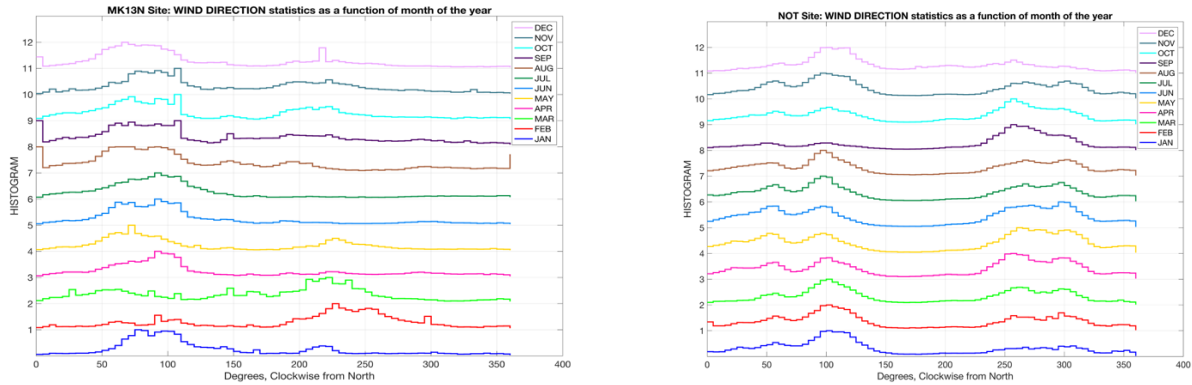 MK13N Site: WIND DIRECTION statistics as a function of month of the year
12
11
10
9
8
7
6
5
4
3
2
1
HISTOGRAM
0
50
100
150
200
250
300
350
400
Degrees, Clockwise from North
DEC
NOV
OCT
SEP
AUG
JUL
JUN
MAY
APR
MAR
FEB
JAN
NOT Site: WIND DIRECTION statistics as a function of month of the year
12
11
10
9
8
7
6
5
4
3
2
1
HISTOGRAM
0
50
100
150
200
250
300
350
400
Degrees, Clockwise from North
DEC
NOV
OCT
SEP
AUG
JUL
JUN
MAY
APR
MAR
FEB
JAN